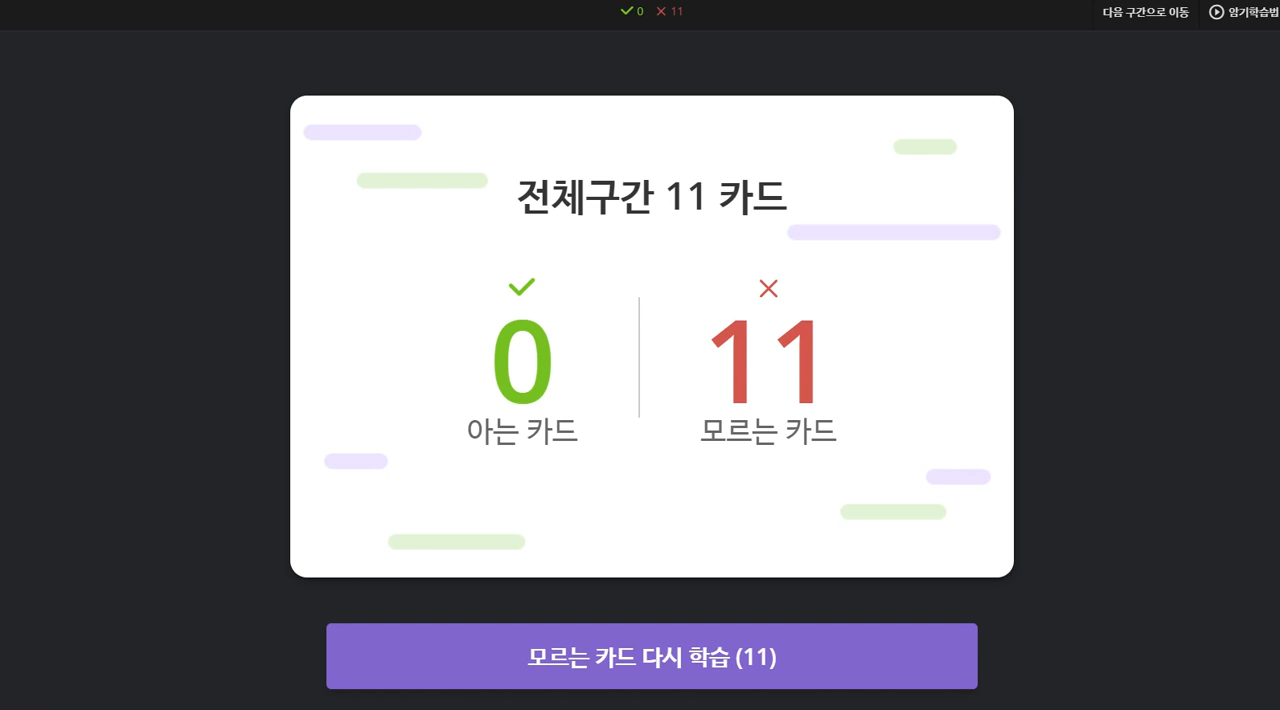 0 11
다음 구간으로 이동
암기학습법
전체구간 11 카드
0
11
아는 카드
모르는 카드
모르는 카드 다시 학습 (11)